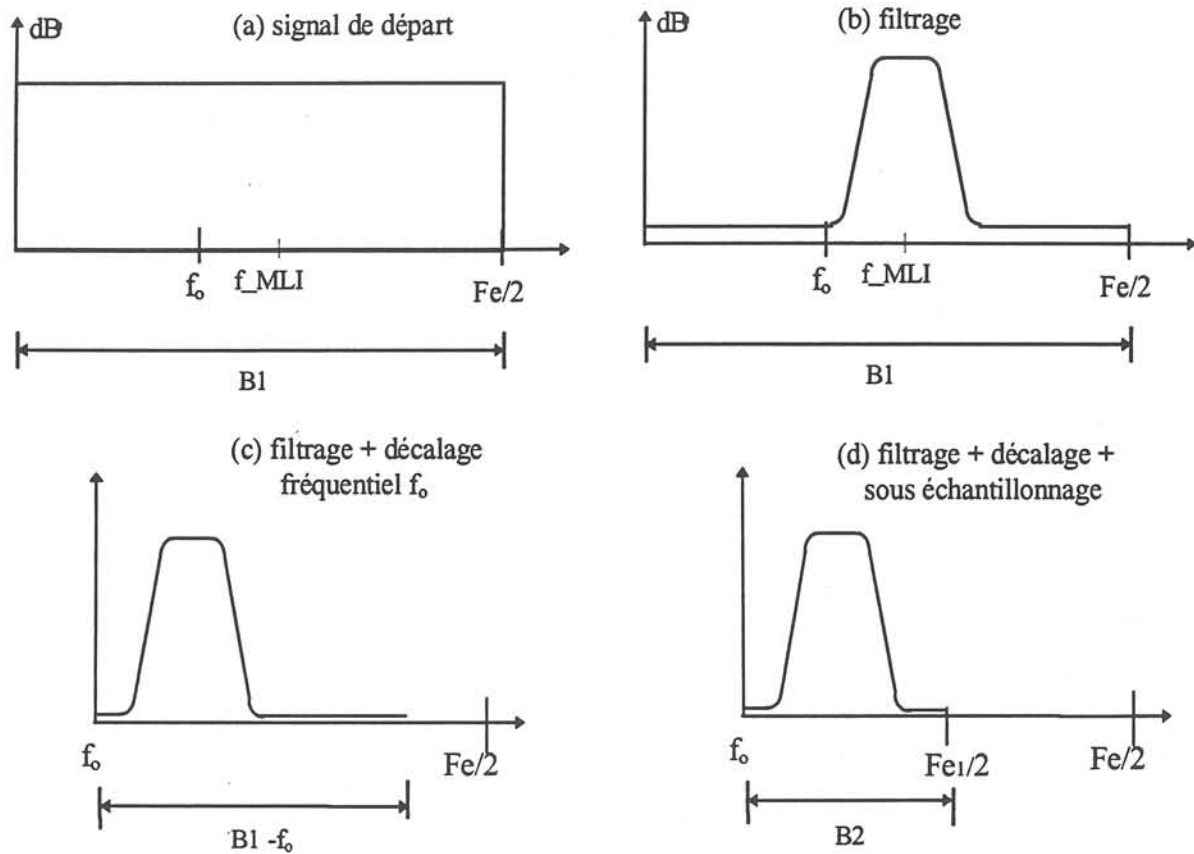 dB
(a) signal de départ
f₀
f_MLI
Fe/2
B1
dB
(b) filtrage
f₀
f_MLI
Fe/2
B1
(c) filtrage + décalage
fréquentiel f₀
f₀
Fe/2
B1 -f₀
(d) filtrage + décalage +
sous échantillonnage
f₀
Fe1/2
Fe/2
B2